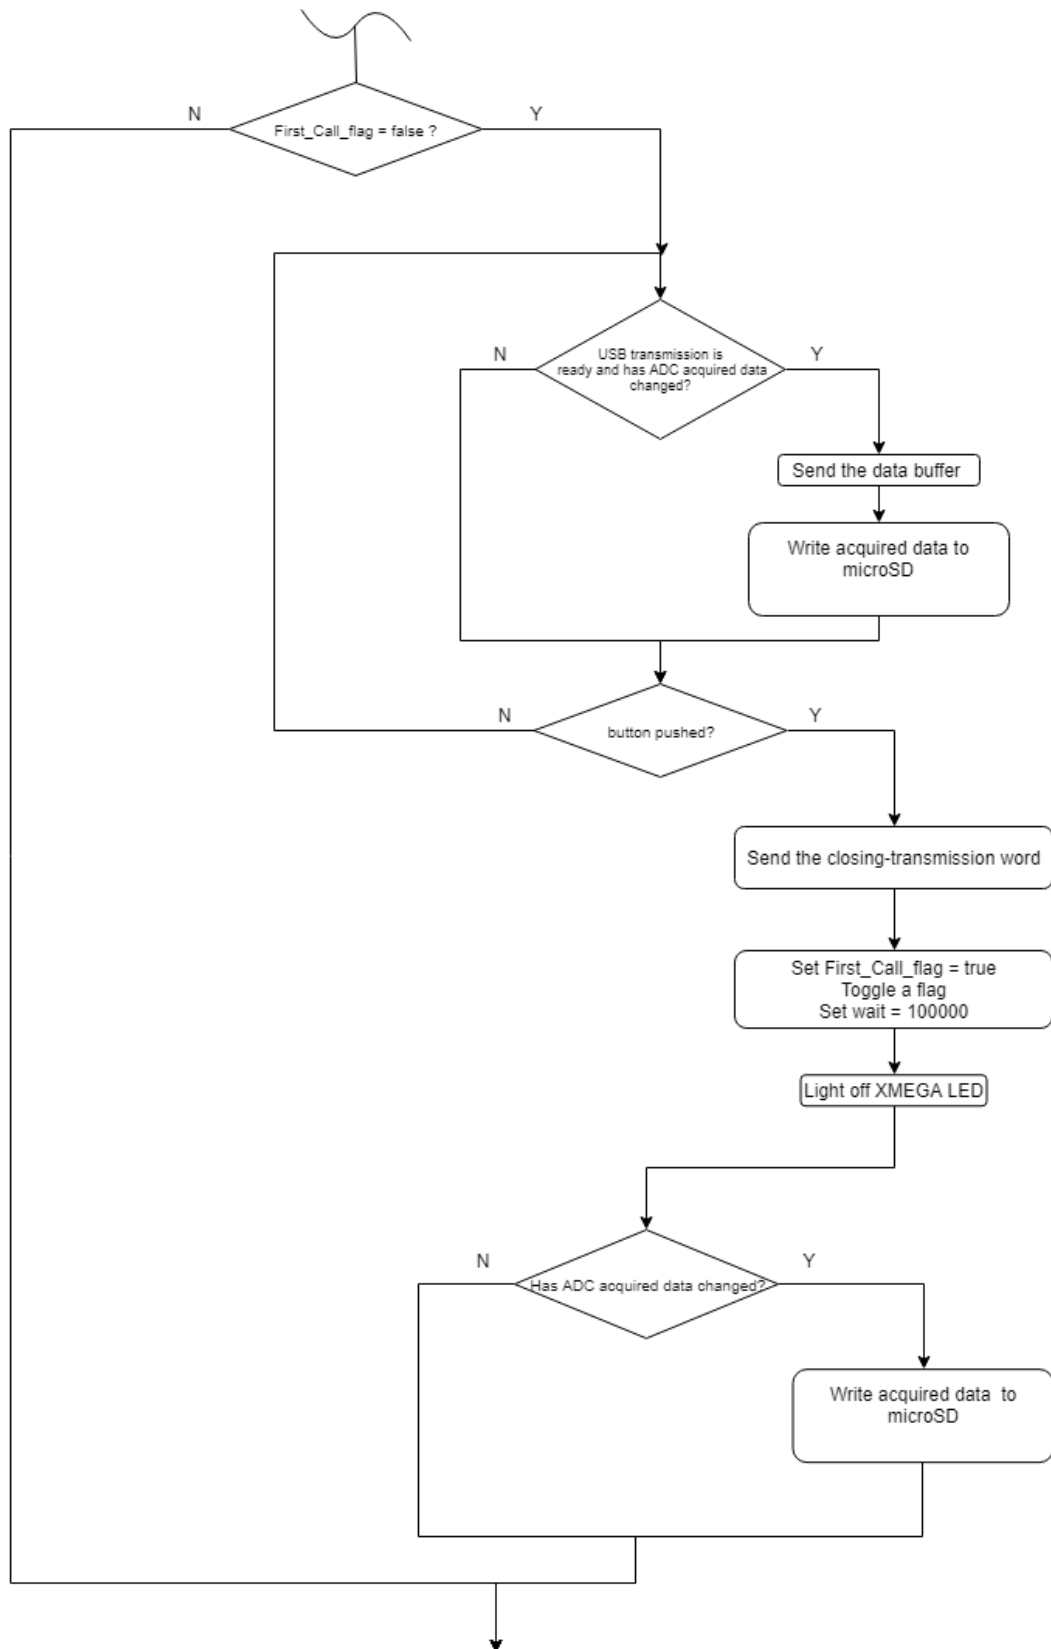 N
Y
First_Call_flag = false ?
N
Y
USB transmission is
ready and has ADC acquired data
changed?
Send the data buffer
Write acquired data to
microSD
N
Y
button pushed?
Send the closing-transmission word
Set First_Call_flag = true
Toggle a flag
Set wait = 100000
Light off XMEGA LED
N
Y
Has ADC acquired data changed?
Write acquired data to
microSD